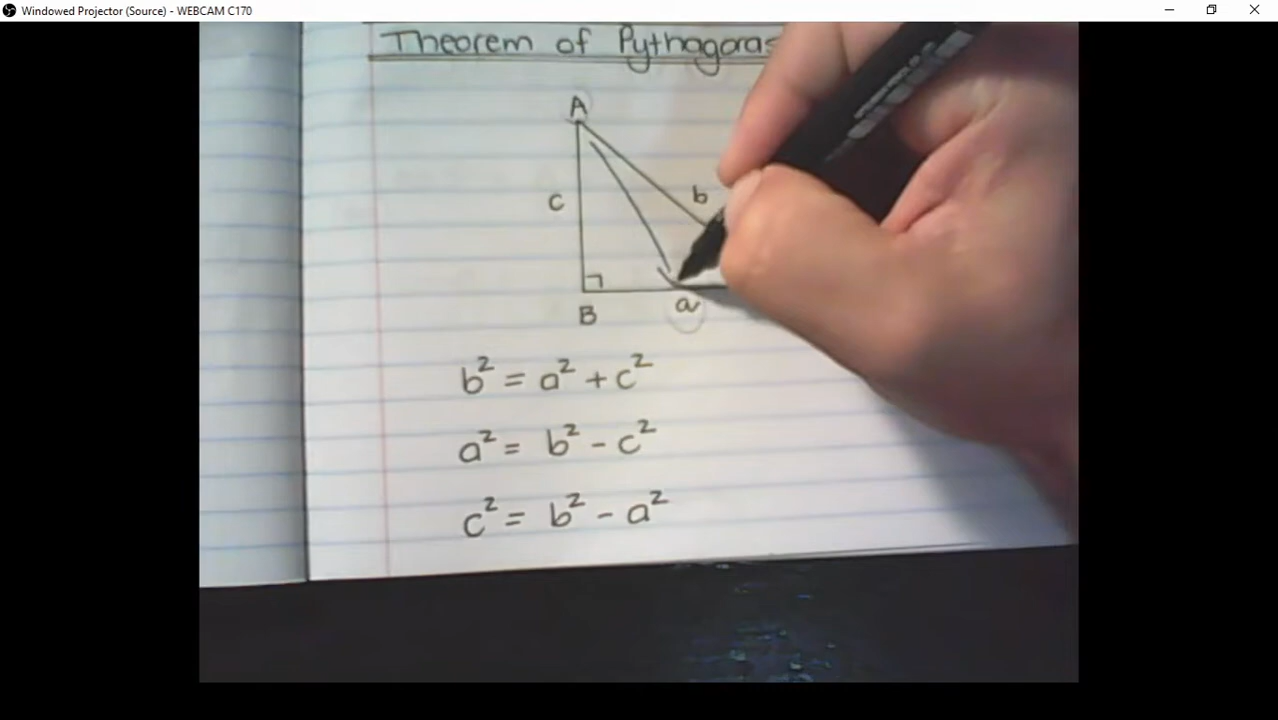 Windowed Projector (Source) - WEBCAM C170
Theorem of Pythagoras
A
c
b
B
a
b² = a² + c²
a² = b² - c²
c² = b² - a²